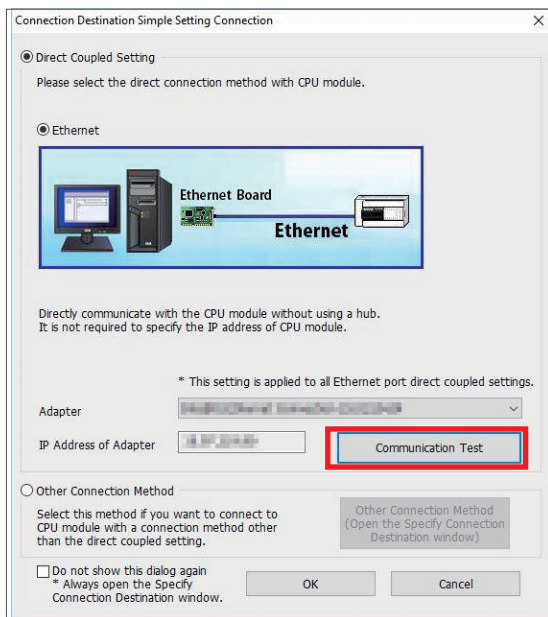 Connection Destination Simple Setting Connection
Direct Coupled Setting
Please select the direct connection method with CPU module.
Ethernet
Ethernet Board
Ethernet
Directly communicate with the CPU module without using a hub.
It is not required to specify the IP address of CPU module.
* This setting is applied to all Ethernet port direct coupled settings.
Adapter
IP Address of Adapter
Communication Test
Other Connection Method
Select this method if you want to connect to
CPU module with a connection method other
than the direct coupled setting.
Other Connection Method
(Open the Specify Connection
Destination window)
Do not show this dialog again
* Always open the Specify
Connection Destination window.
OK
Cancel